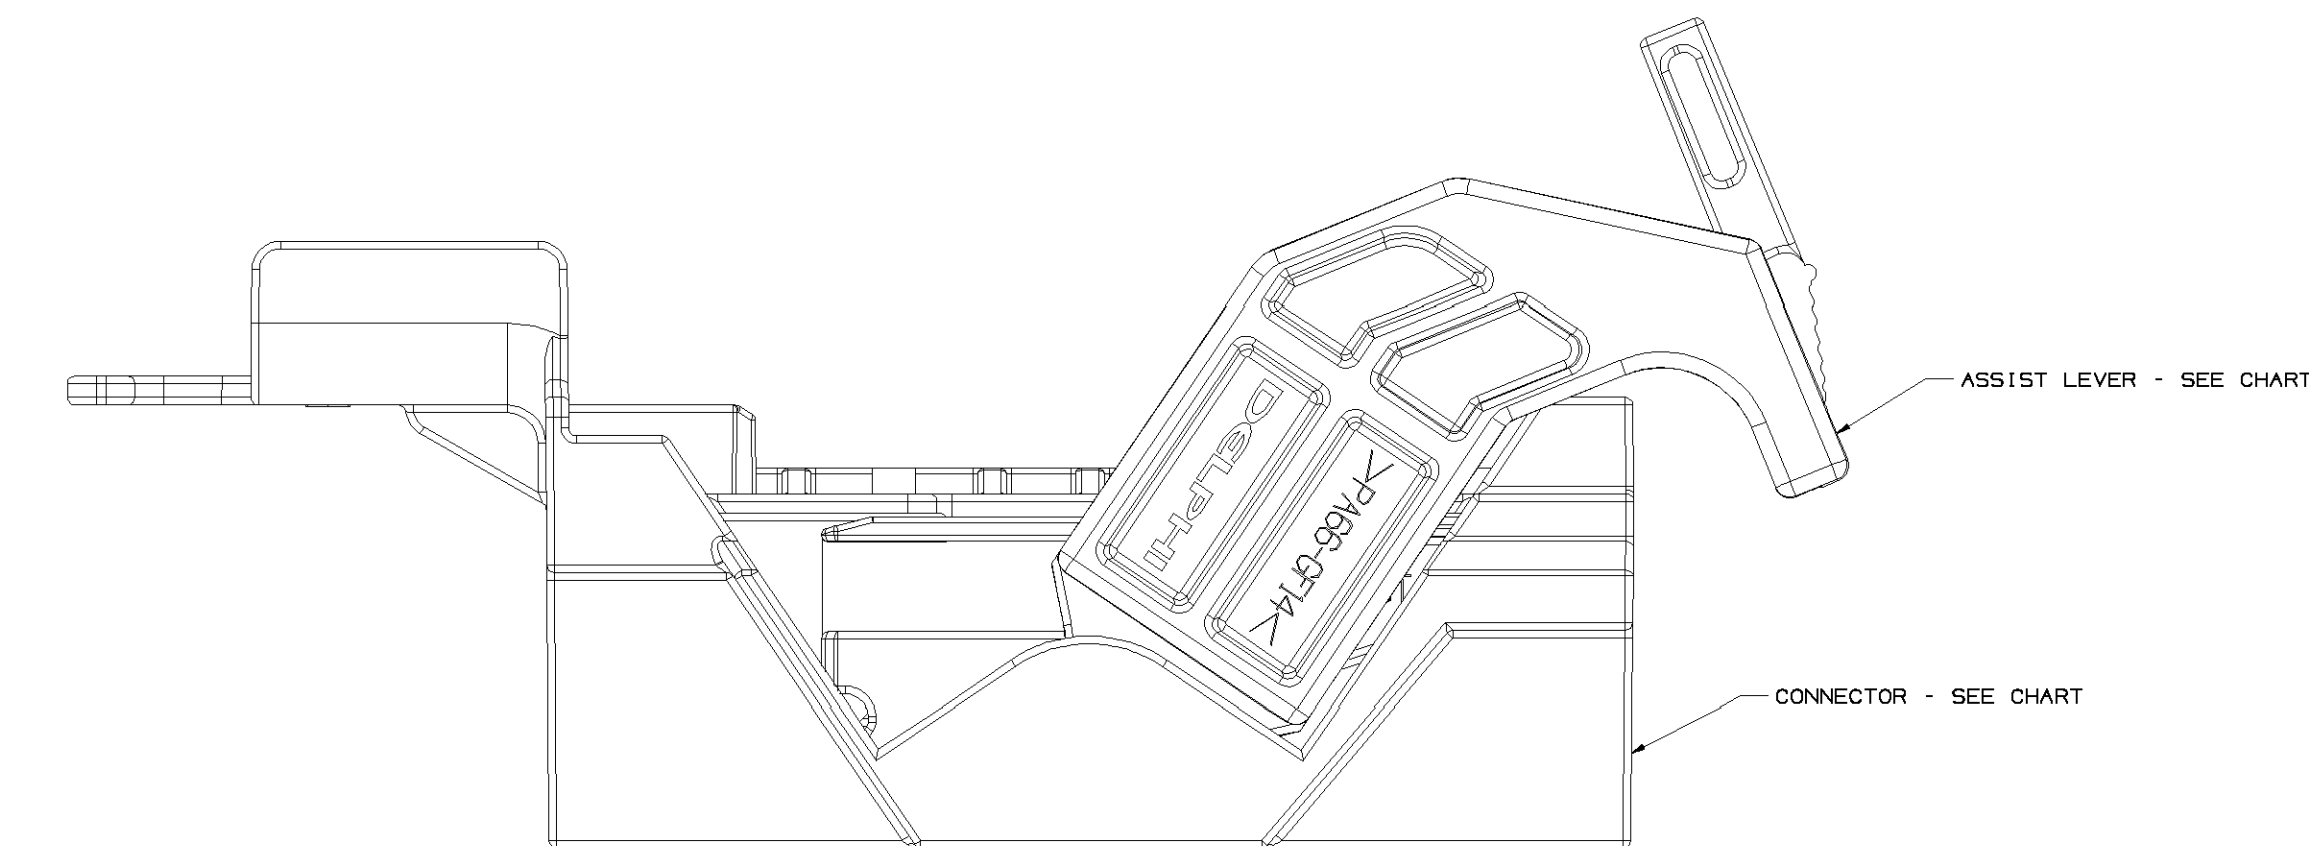 ASSIST LEVER - SEE CHART
DELPHI
>PA66-GF14<
CONNECTOR - SEE CHART